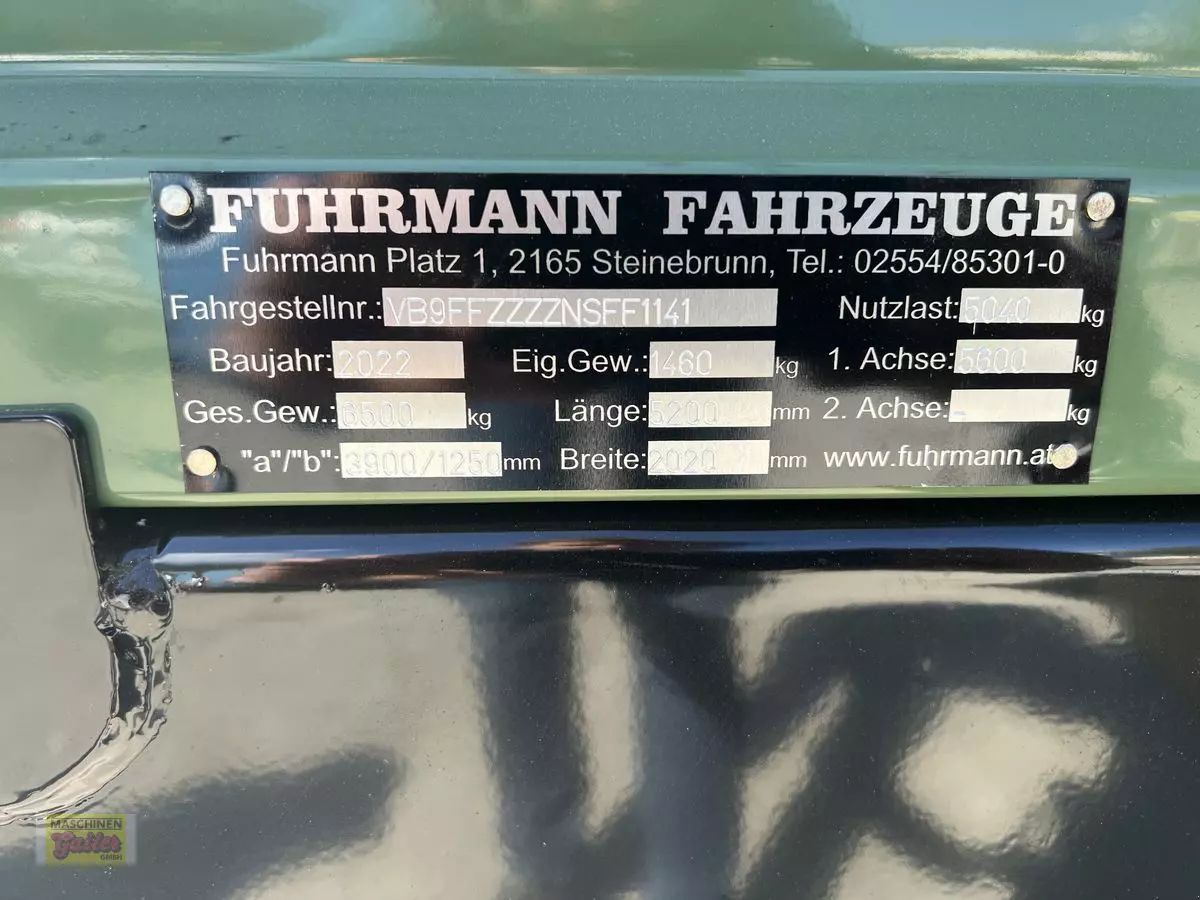 FUHRMANN FAHRZEUGE
Fuhrmann Platz 1, 2165 Steinebrunn, Tel.: 02554/85301-0
Fahrgestellnr.: VB9FFZZZZNSFF1141 Nutzlast: 5040 kg
Baujahr: 2022 Eig.Gew.: 1460 kg 1. Achse: 5600 kg
Ges.Gew.: 6500 kg Länge: 5200 mm 2. Achse: kg
"a"/"b": 3900/1250 mm Breite: 2020 mm www.fuhrmann.at
MASCHINEN
Gailer
GMBH